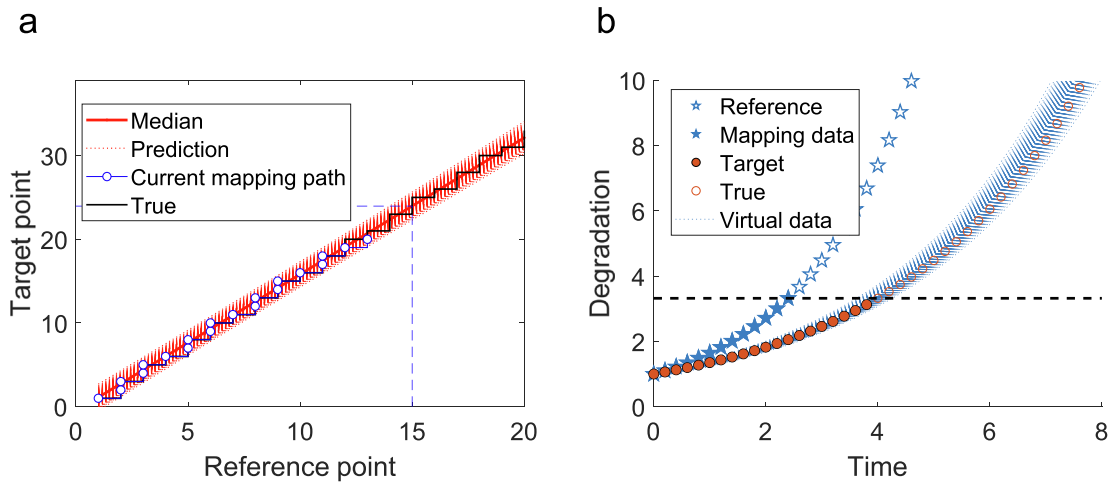 a
Median
Prediction
Current mapping path
True
Target point
0
10
20
30
0
5
10
15
20
Reference point
b
Reference
Mapping data
Target
True
Virtual data
Degradation
0
2
4
6
8
10
0
2
4
6
8
Time